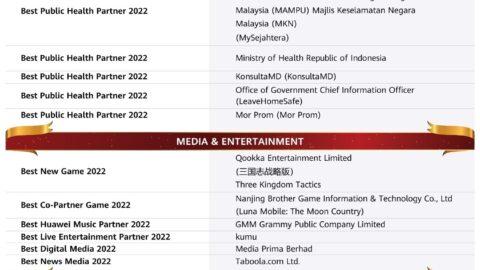 Best Public Health Partner 2022
Malaysia (MAMPU) Majlis Keselamatan Negara
Malaysia (MKN)
(MySejahtera)
Best Public Health Partner 2022
Ministry of Health Republic of Indonesia
Best Public Health Partner 2022
KonsultaMD (KonsultaMD)
Best Public Health Partner 2022
Office of Government Chief Information Officer
(LeaveHomeSafe)
Best Public Health Partner 2022
Mor Prom (Mor Prom)
MEDIA & ENTERTAINMENT
Best New Game 2022
Qookka Entertainment Limited
(三国志战略版)
Three Kingdom Tactics
Best Co-Partner Game 2022
Nanjing Brother Game Information & Technology Co., Ltd
(Luna Mobile: The Moon Country)
Best Huawei Music Partner 2022
GMM Grammy Public Company Limited
Best Live Entertainment Partner 2022
kumu
Best Digital Media 2022
Media Prima Berhad
Best News Media 2022
Taboola.com Ltd.